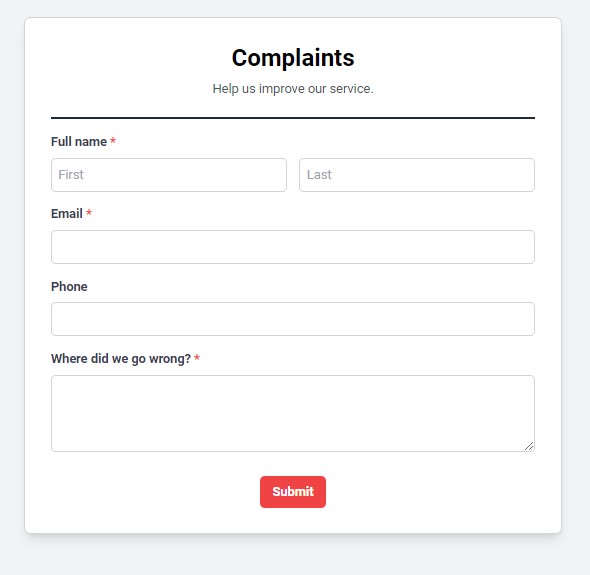 Complaints
Help us improve our service.
Full name *
First Last
Email *
Phone
Where did we go wrong? *
Submit